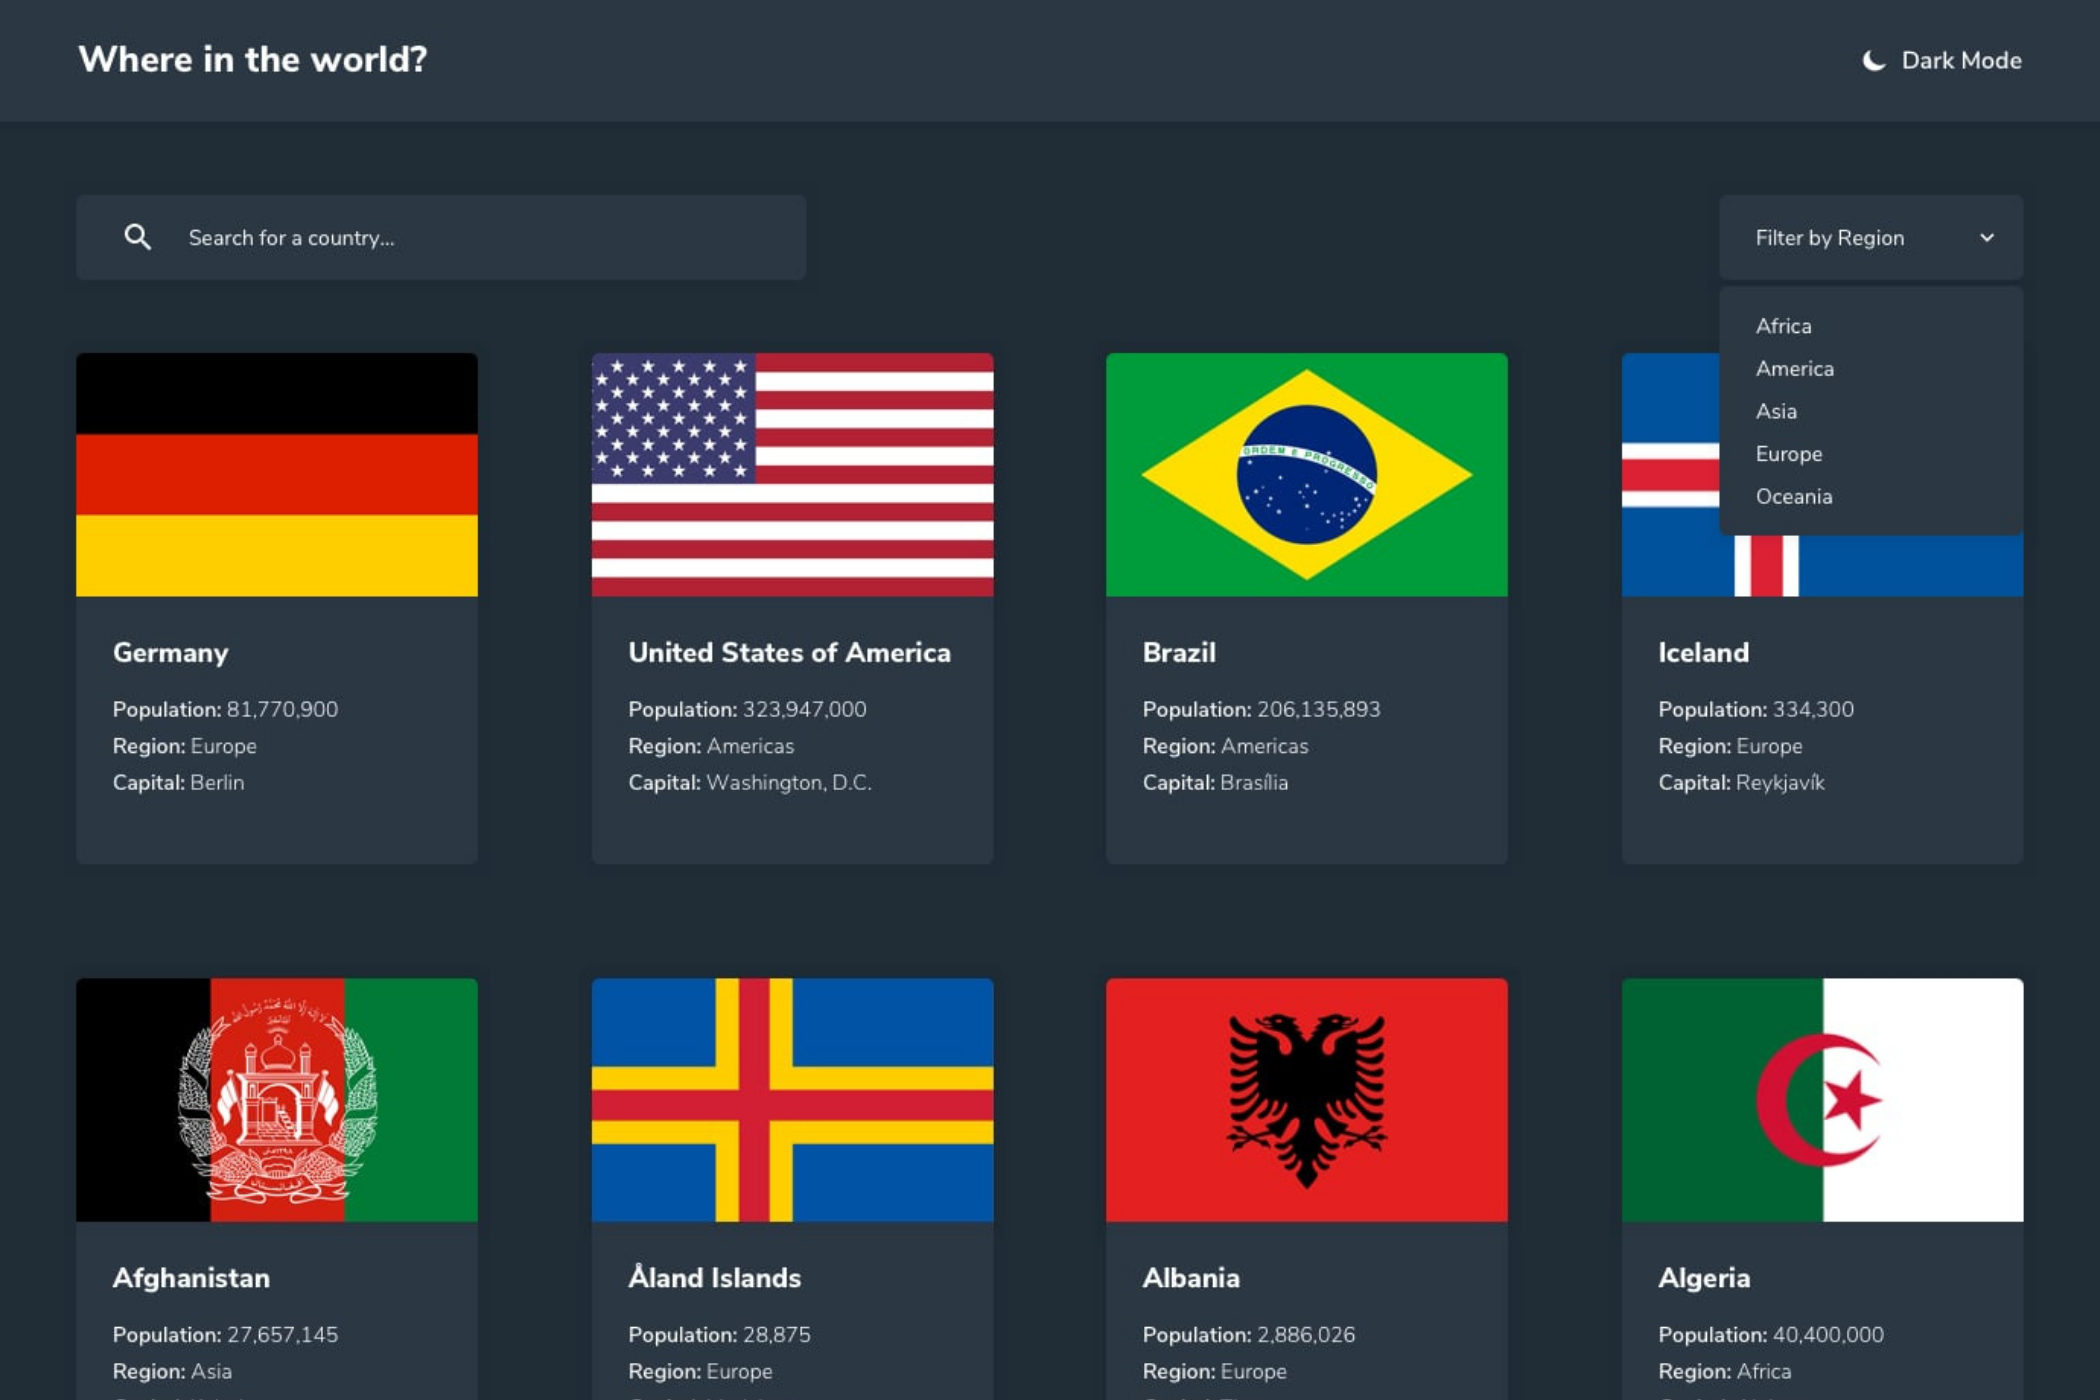 Where in the world?
Dark Mode
Search for a country...
Filter by Region
Africa
America
Asia
Europe
Oceania
ORDEM E PROGRESSO
Germany
Population: 81,770,900
Region: Europe
Capital: Berlin
United States of America
Population: 323,947,000
Region: Americas
Capital: Washington, D.C.
Brazil
Population: 206,135,893
Region: Americas
Capital: Brasília
Iceland
Population: 334,300
Region: Europe
Capital: Reykjavík
Afghanistan
Population: 27,657,145
Region: Asia
Åland Islands
Population: 28,875
Region: Europe
Albania
Population: 2,886,026
Region: Europe
Algeria
Population: 40,400,000
Region: Africa